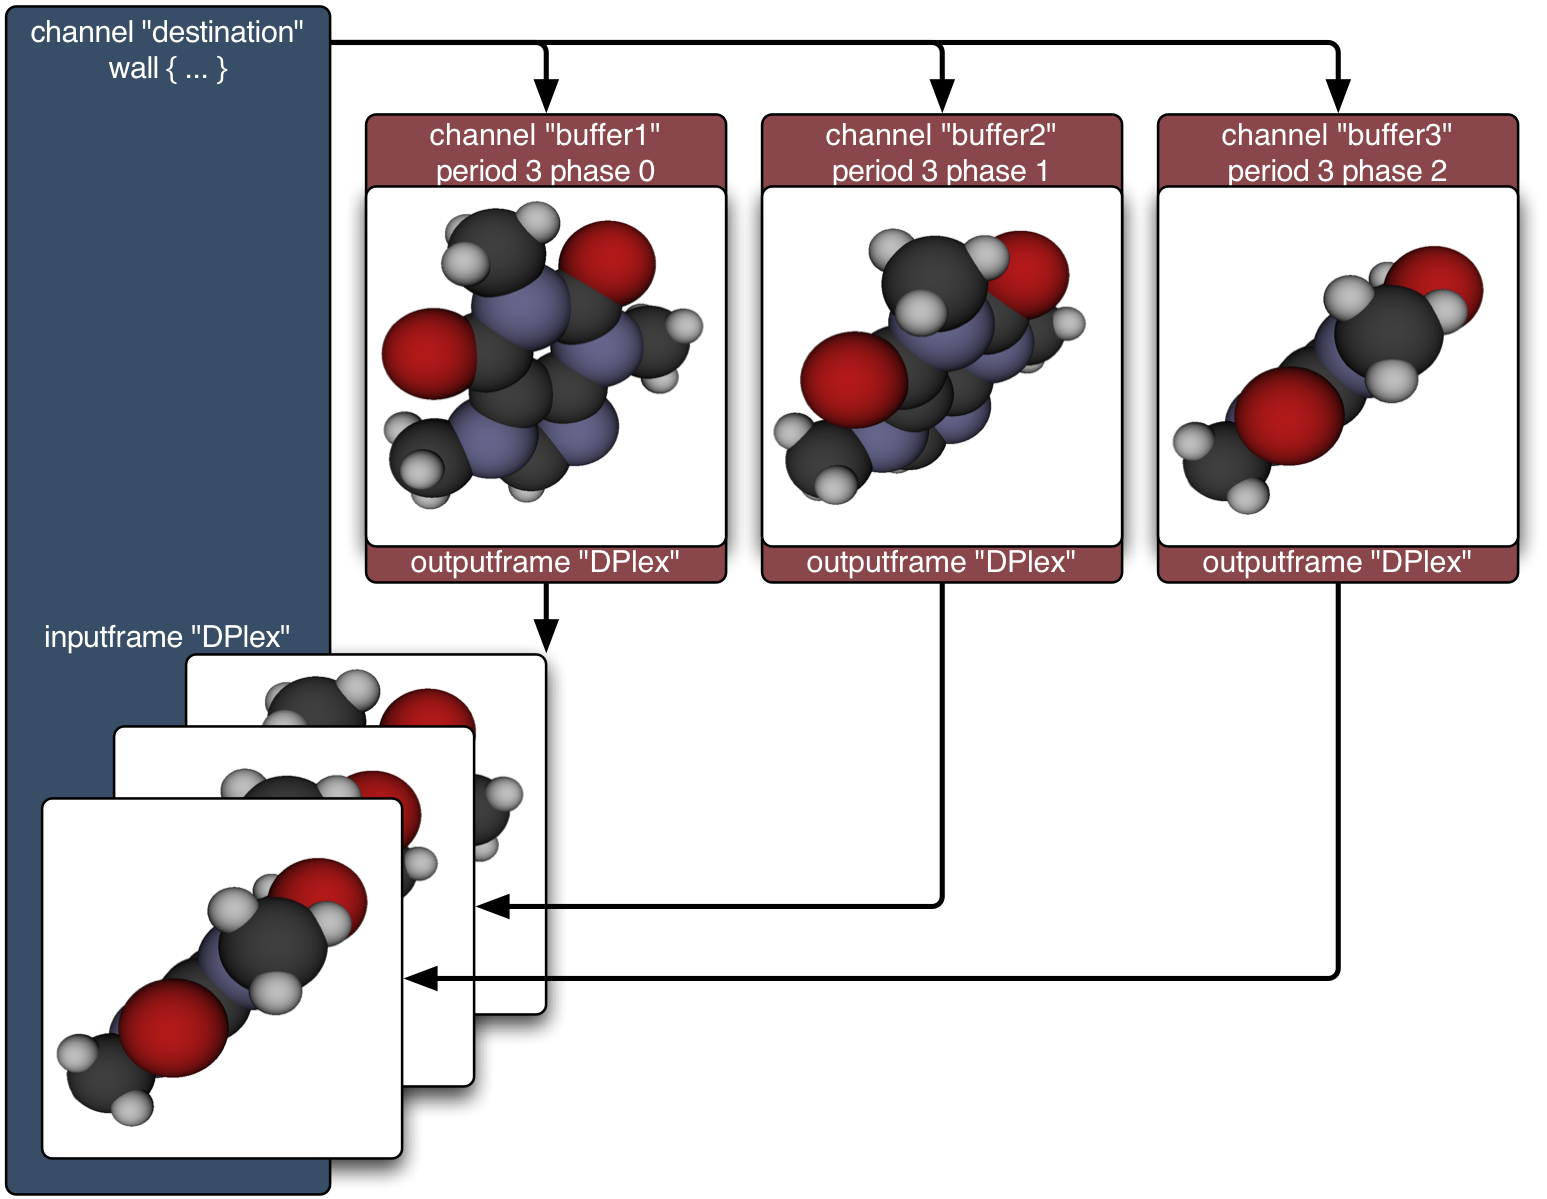 channel "destination"
wall { ... }
channel "buffer1"
period 3 phase 0
channel "buffer2"
period 3 phase 1
channel "buffer3"
period 3 phase 2
outputframe "DPlex"
outputframe "DPlex"
outputframe "DPlex"
inputframe "DPlex"